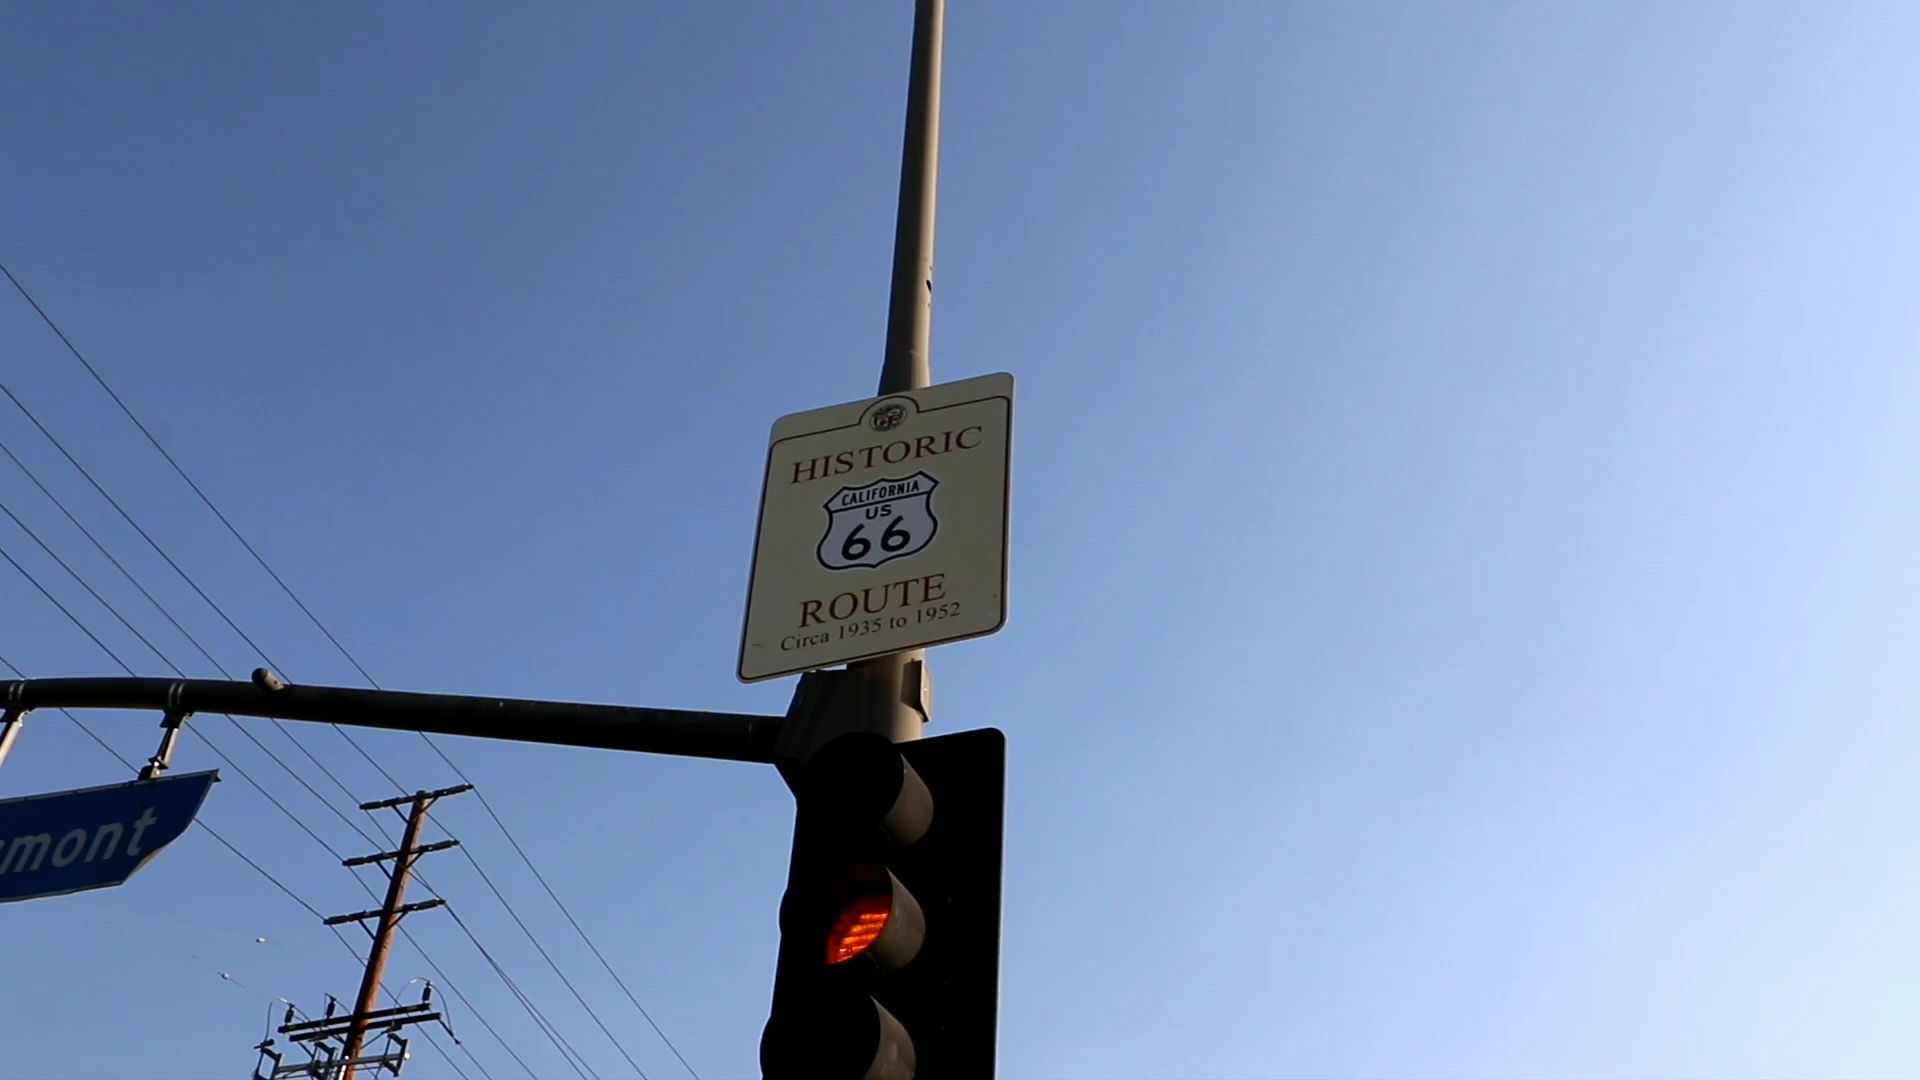 HISTORIC
CALIFORNIA
US
66
ROUTE
Circa 1935 to 1952
mont